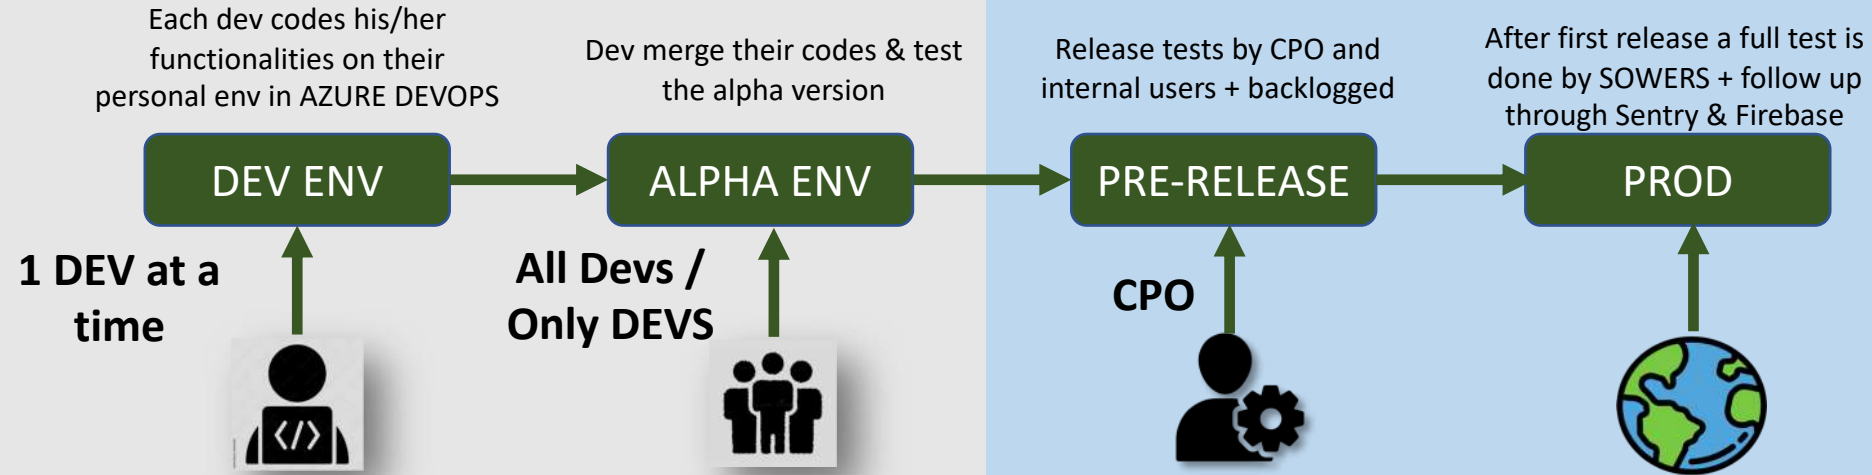 Each dev codes his/her
functionalities on their
personal env in AZURE DEVOPS
Dev merge their codes & test
the alpha version
Release tests by CPO and
internal users + backlogged
After first release a full test is
done by SOWERS + follow up
through Sentry & Firebase
DEV ENV
ALPHA ENV
PRE-RELEASE
PROD
1 DEV at a
time
All Devs /
Only DEVS
CPO
</>